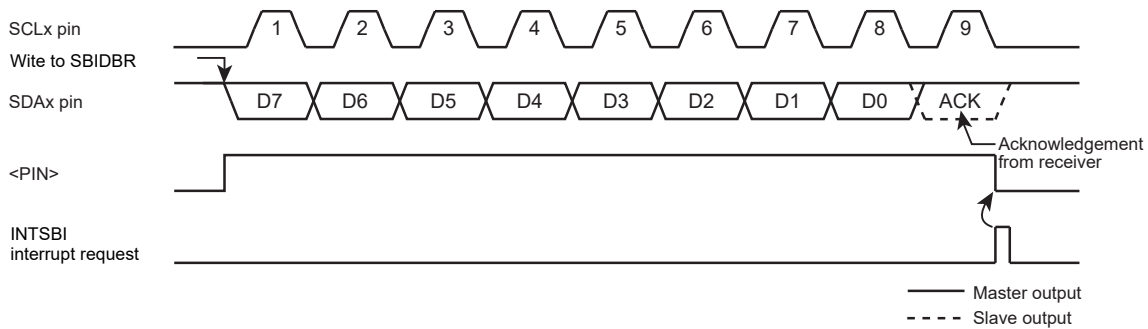 SCLx pin 1 2 3 4 5 6 7 8 9
Wite to SBIDBR
SDAx pin D7 D6 D5 D4 D3 D2 D1 D0 ACK
Acknowledgement
from receiver
<PIN>
INTSBI
interrupt request
Master output
Slave output